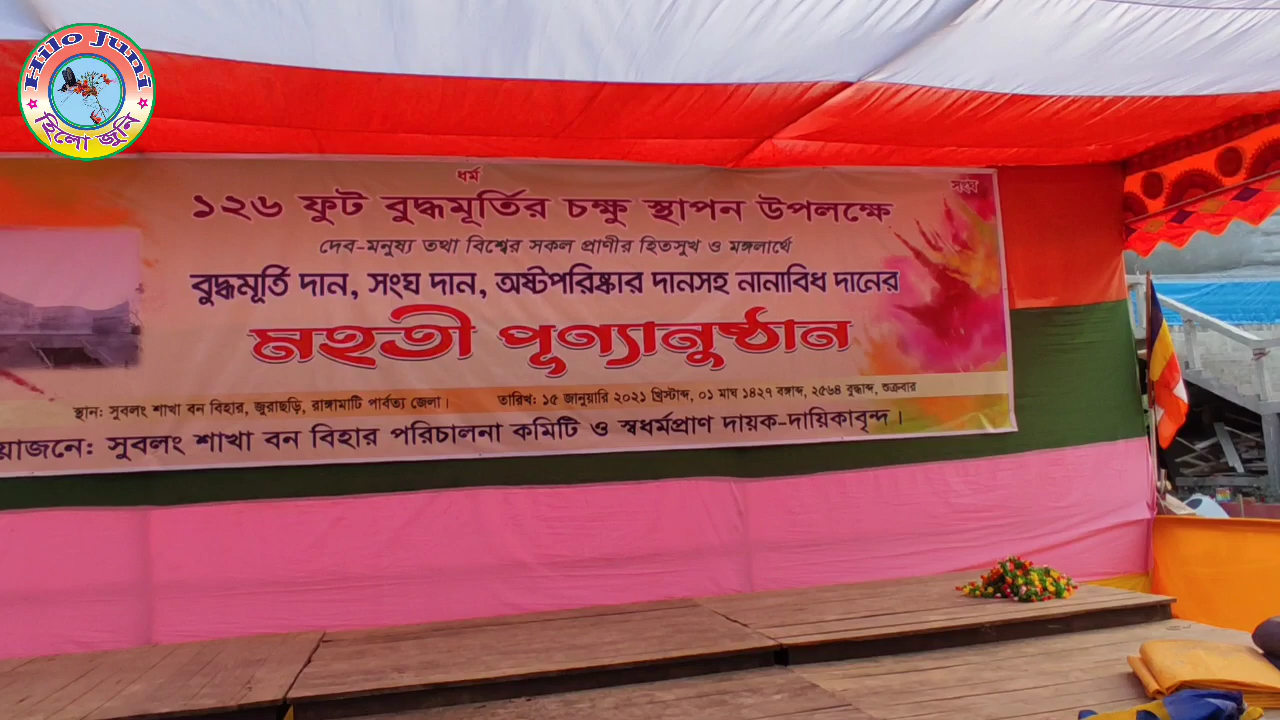 Hilo Juni
হিলো জুনি
ধর্ম
১২৬ ফুট বুদ্ধমূর্তির চক্ষু স্থাপন উপলক্ষে
দেব-মনুষ্য তথা বিশ্বের সকল প্রাণীর হিতসুখ ও মঙ্গলার্থে
বুদ্ধমূর্তি দান, সংঘ দান, অষ্টপরিষ্কার দানসহ নানাবিধ দানের
মহতী পূণ্যানুষ্ঠান
স্থান: সুবলং শাখা বন বিহার, জুরাছড়ি, রাঙ্গামাটি পার্বত্য জেলা। তারিখ: ১৫ জানুয়ারি ২০২১ খ্রিস্টাব্দ, ০১ মাঘ ১৪২৭ বঙ্গাব্দ, ২৫৬৪ বুদ্ধাব্দ, শুক্রবার
য়াজনে: সুবলং শাখা বন বিহার পরিচালনা কমিটি ও স্বধর্মপ্রাণ দায়ক-দায়িকাবৃন্দ।